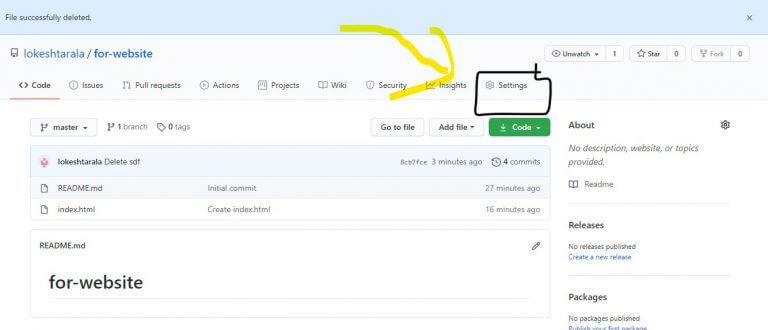 File successfully deleted.
×
lokeshtarala / for-website
Unwatch 1
Star 0
Fork 0
<> Code
Issues
Pull requests
Actions
Projects
Wiki
Security
Insights
Settings
master
1 branch
0 tags
Go to file
Add file
Code
lokeshtarala Delete sdf
8cb7fce 3 minutes ago
4 commits
README.md Initial commit 27 minutes ago
index.html Create index.html 16 minutes ago
README.md
for-website
About
No description, website, or topics
provided.
Readme
Releases
No releases published
Create a new release
Packages
No packages published
Publish your first package